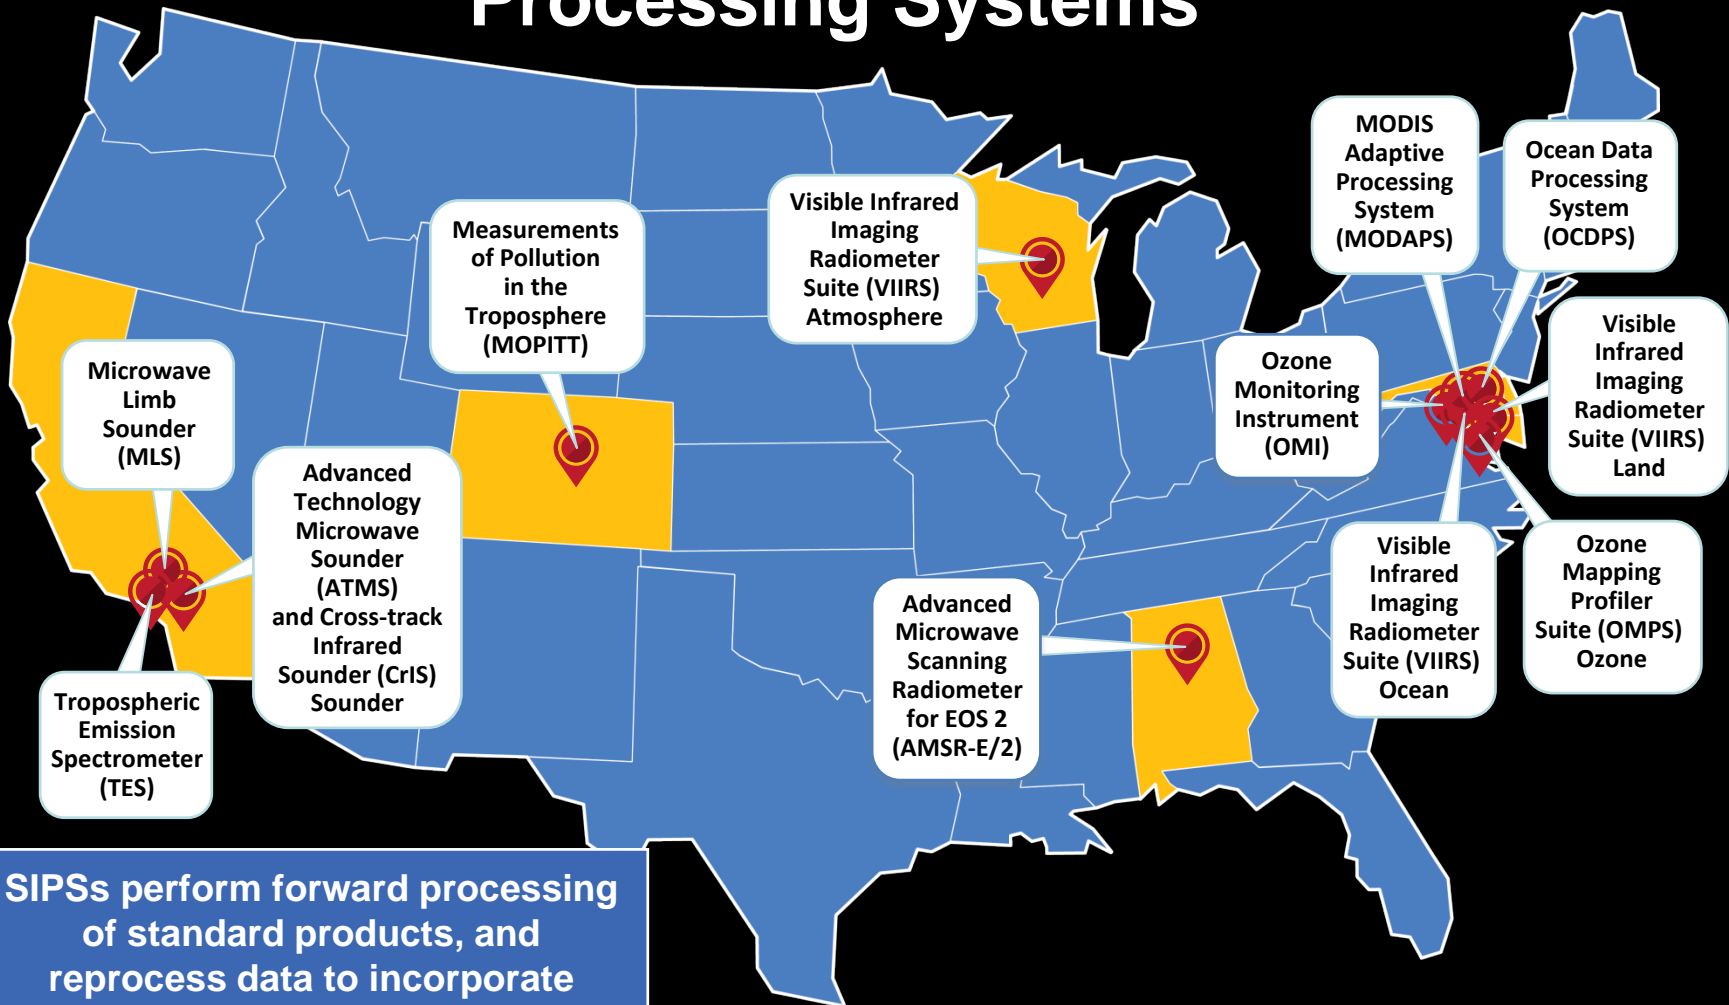 Processing Systems
MODIS
Adaptive
Processing
System
(MODAPS)
Ocean Data
Processing
System
(OCDPS)
Visible Infrared
Imaging
Radiometer
Suite (VIIRS)
Atmosphere
Measurements
of Pollution
in the
Troposphere
(MOPITT)
Visible
Infrared
Imaging
Radiometer
Suite (VIIRS)
Land
Microwave
Limb
Sounder
(MLS)
Ozone
Monitoring
Instrument
(OMI)
Advanced
Technology
Microwave
Sounder
(ATMS)
and Cross-track
Infrared
Sounder (CrIS)
Sounder
Visible
Infrared
Imaging
Radiometer
Suite (VIIRS)
Ocean
Ozone
Mapping
Profiler
Suite (OMPS)
Ozone
Advanced
Microwave
Scanning
Radiometer
for EOS 2
(AMSR-E/2)
Tropospheric
Emission
Spectrometer
(TES)
SIPSs perform forward processing
of standard products, and
reprocess data to incorporate